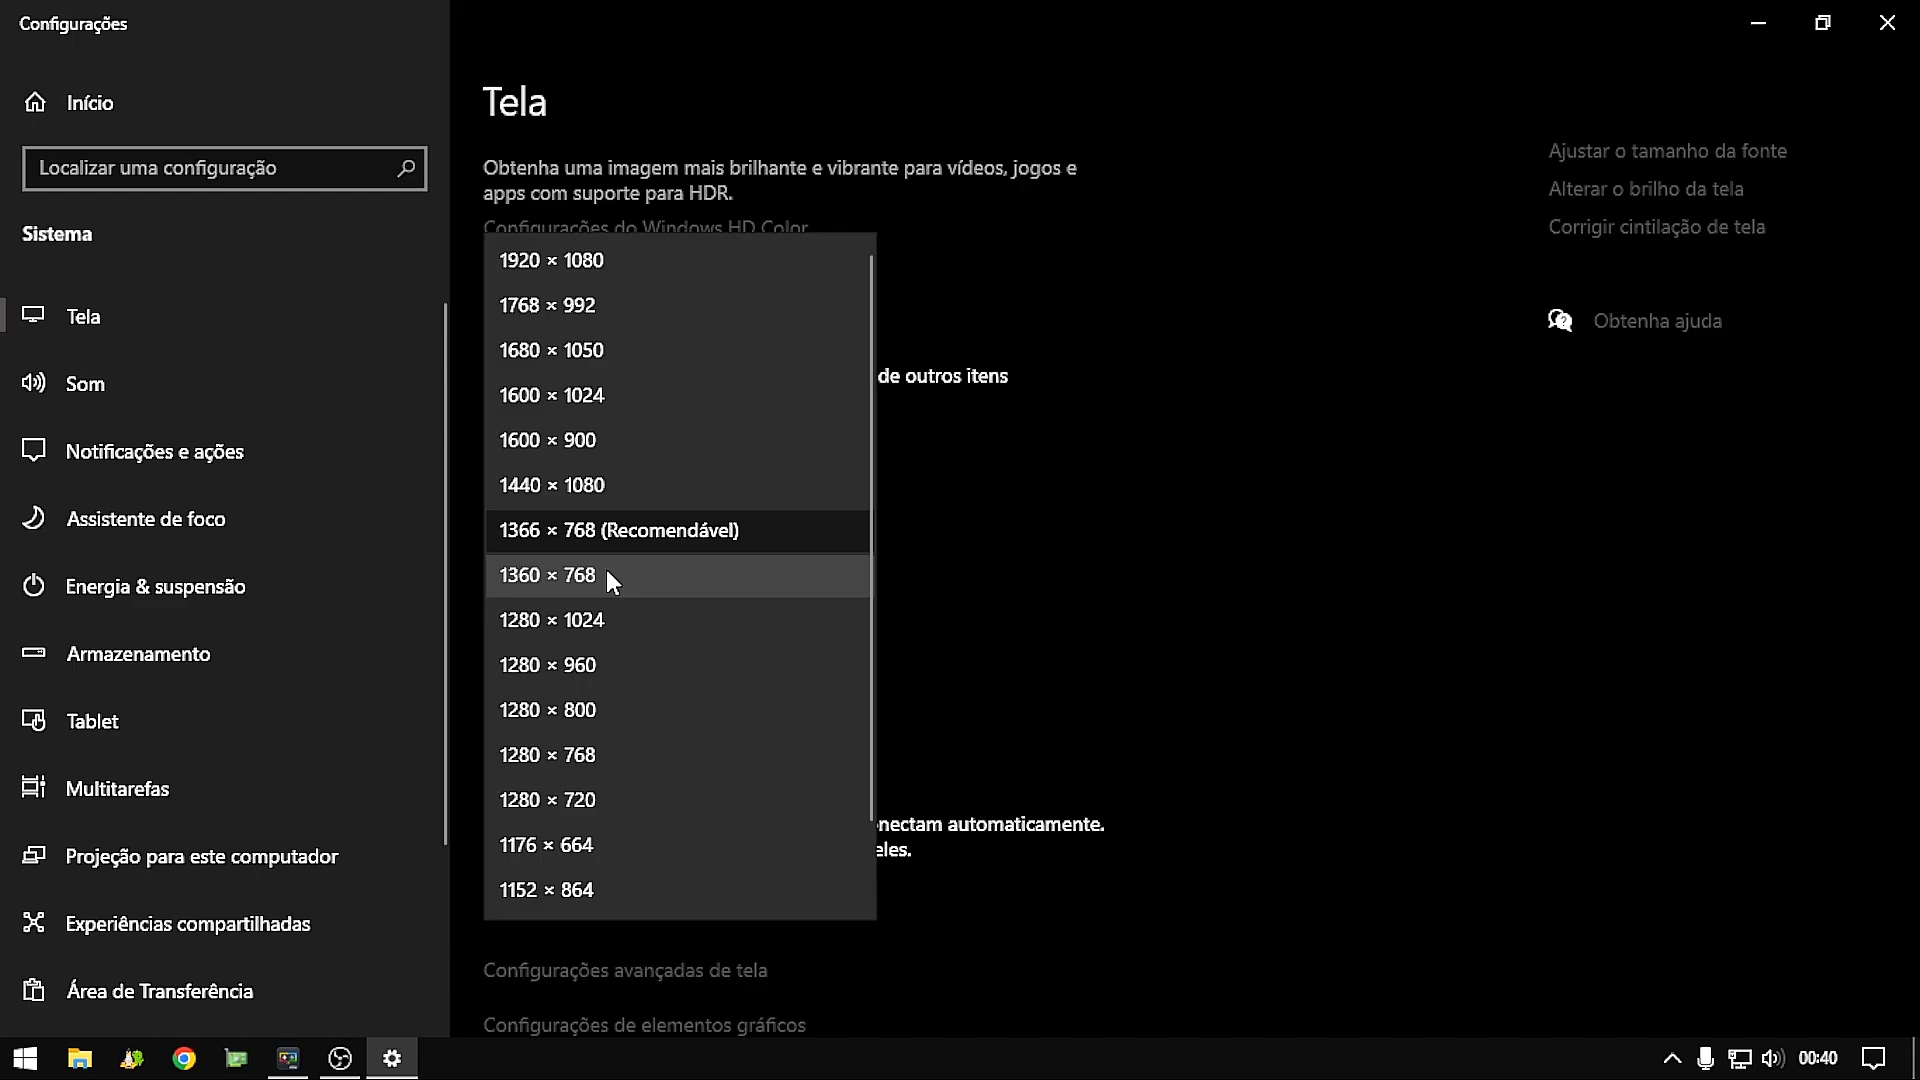 Configurações
Início
Localizar uma configuração
Sistema
Tela
Som
Notificações e ações
Assistente de foco
Energia & suspensão
Armazenamento
Tablet
Multitarefas
Projeção para este computador
Experiências compartilhadas
Área de Transferência
Tela
Obtenha uma imagem mais brilhante e vibrante para vídeos, jogos e
apps com suporte para HDR.
Configurações do Windows HD Color
1920 × 1080
1768 × 992
1680 × 1050
1600 × 1024
1600 × 900
1440 × 1080
1366 × 768 (Recomendável)
1360 × 768
1280 × 1024
1280 × 960
1280 × 800
1280 × 768
1280 × 720
1176 × 664
1152 × 864
de outros itens
nectam automaticamente.
eles.
Configurações avançadas de tela
Configurações de elementos gráficos
Ajustar o tamanho da fonte
Alterar o brilho da tela
Corrigir cintilação de tela
Obtenha ajuda
00:40